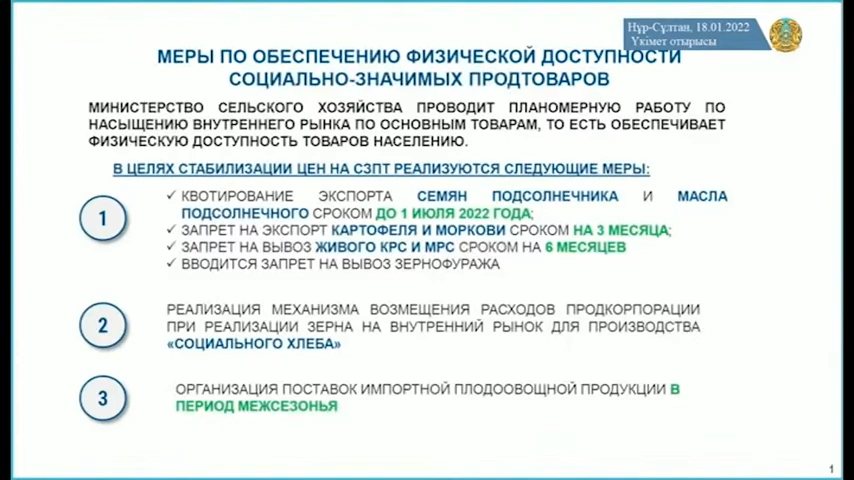 Нұр-Сұлтан, 18.01.2022
Үкімет отырысы
МЕРЫ ПО ОБЕСПЕЧЕНИЮ ФИЗИЧЕСКОЙ ДОСТУПНОСТИ
СОЦИАЛЬНО-ЗНАЧИМЫХ ПРОДТОВАРОВ
МИНИСТЕРСТВО СЕЛЬСКОГО ХОЗЯЙСТВА ПРОВОДИТ ПЛАНОМЕРНУЮ РАБОТУ ПО
НАСЫЩЕНИЮ ВНУТРЕННЕГО РЫНКА ПО ОСНОВНЫМ ТОВАРАМ, ТО ЕСТЬ ОБЕСПЕЧИВАЕТ
ФИЗИЧЕСКУЮ ДОСТУПНОСТЬ ТОВАРОВ НАСЕЛЕНИЮ.
В ЦЕЛЯХ СТАБИЛИЗАЦИИ ЦЕН НА СЗПТ РЕАЛИЗУЮТСЯ СЛЕДУЮЩИЕ МЕРЫ:
1
✓ КВОТИРОВАНИЕ ЭКСПОРТА СЕМЯН ПОДСОЛНЕЧНИКА И МАСЛА
ПОДСОЛНЕЧНОГО СРОКОМ ДО 1 ИЮЛЯ 2022 ГОДА;
✓ ЗАПРЕТ НА ЭКСПОРТ КАРТОФЕЛЯ И МОРКОВИ СРОКОМ НА 3 МЕСЯЦА;
✓ ЗАПРЕТ НА ВЫВОЗ ЖИВОГО КРС И МРС СРОКОМ НА 6 МЕСЯЦЕВ
✓ ВВОДИТСЯ ЗАПРЕТ НА ВЫВОЗ ЗЕРНОФУРАЖА
2
РЕАЛИЗАЦИЯ МЕХАНИЗМА ВОЗМЕЩЕНИЯ РАСХОДОВ ПРОДКОРПОРАЦИИ
ПРИ РЕАЛИЗАЦИИ ЗЕРНА НА ВНУТРЕННИЙ РЫНОК ДЛЯ ПРОИЗВОДСТВА
«СОЦИАЛЬНОГО ХЛЕБА»
3
ОРГАНИЗАЦИЯ ПОСТАВОК ИМПОРТНОЙ ПЛОДООВОЩНОЙ ПРОДУКЦИИ В
ПЕРИОД МЕЖСЕЗОНЬЯ
1